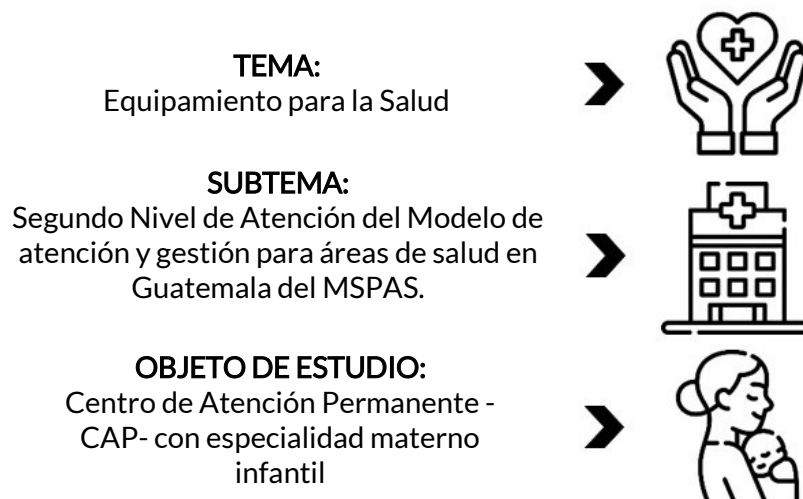 TEMA:
Equipamiento para la Salud
SUBTEMA:
Segundo Nivel de Atención del Modelo de
atención y gestión para áreas de salud en
Guatemala del MSPAS.
OBJETO DE ESTUDIO:
Centro de Atención Permanente -
CAP- con especialidad materno
infantil